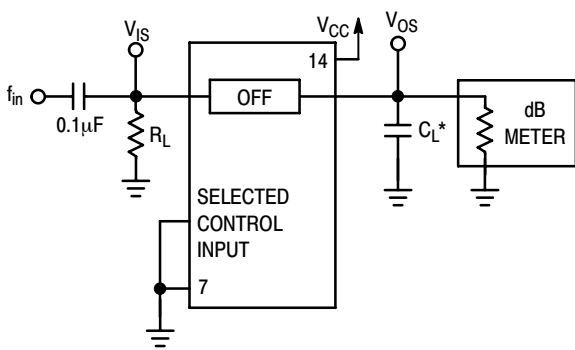 V_IS
V_CC
V_OS
14
f_in
0.1μF
R_L
OFF
C_L*
dB
METER
SELECTED
CONTROL
INPUT
7